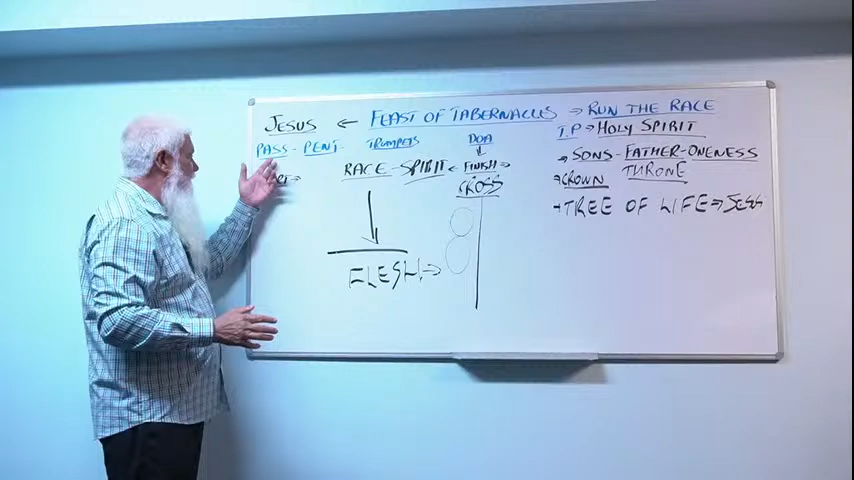 JESUS ← FEAST OF TABERNACLES ⇒ RUN THE RACE
PASS - PENT - TRUMPETS DOA I.P → HOLY SPIRIT
RACE - SPIRIT ← FINISH → → SONS - FATHER - ONENESS
CROSS → CROWN THRONE
→ TREE OF LIFE ⇒
FLESH ⇒